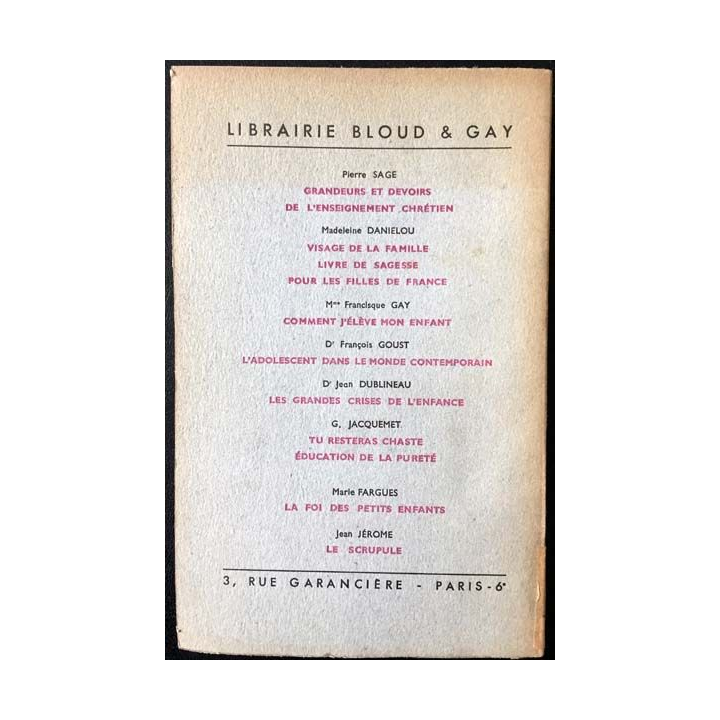 LIBRAIRIE BLOUD & GAY
Pierre SAGE
GRANDEURS ET DEVOIRS
DE L'ENSEIGNEMENT CHRÉTIEN
Madeleine DANIÉLOU
VISAGE DE LA FAMILLE
LIVRE DE SAGESSE
POUR LES FILLES DE FRANCE
Mme Francisque GAY
COMMENT J'ÉLÈVE MON ENFANT
Dr François GOUST
L'ADOLESCENT DANS LE MONDE CONTEMPORAIN
Dr Jean DUBLINEAU
LES GRANDES CRISES DE L'ENFANCE
G. JACQUEMET
TU RESTERAS CHASTE
ÉDUCATION DE LA PURETÉ
Marie FARGUES
LA FOI DES PETITS ENFANTS
Jean JÉROME
LE SCRUPULE
3, RUE GARANCIÈRE - PARIS-6e